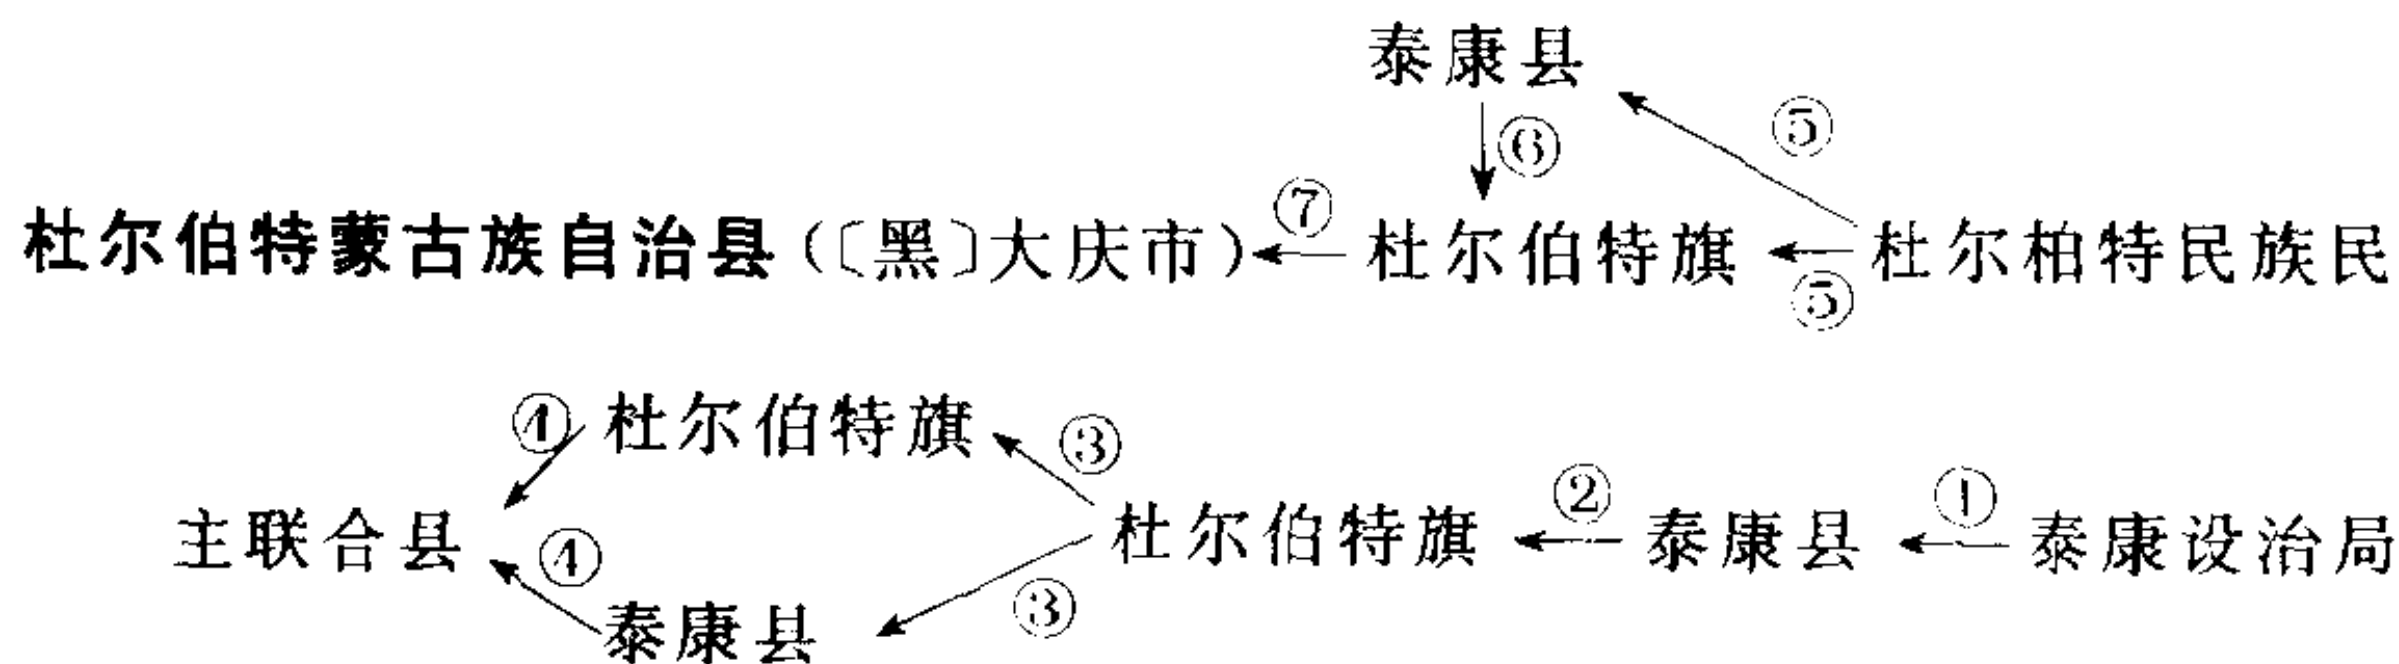 泰康县
⑤
⑥
杜尔伯特蒙古族自治县(〔黑〕大庆市) ⑦ 杜尔伯特旗 ⑤ 杜尔柏特民族民
④ 杜尔伯特旗 ③
主联合县 ④ 杜尔伯特旗 ② 泰康县 ① 泰康设治局
泰康县 ③